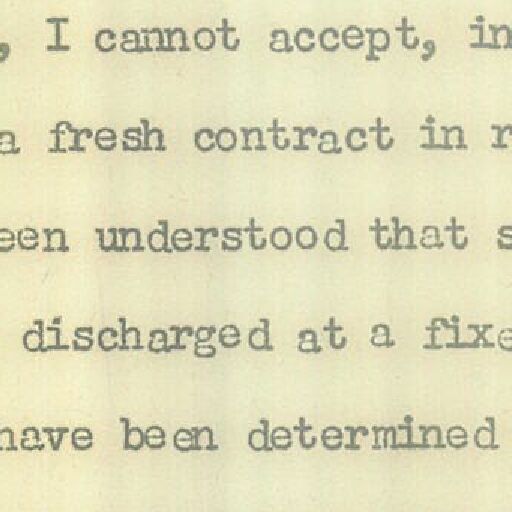 , I cannot accept, in
a fresh contract in r
een understood that s
discharged at a fixe
have been determined